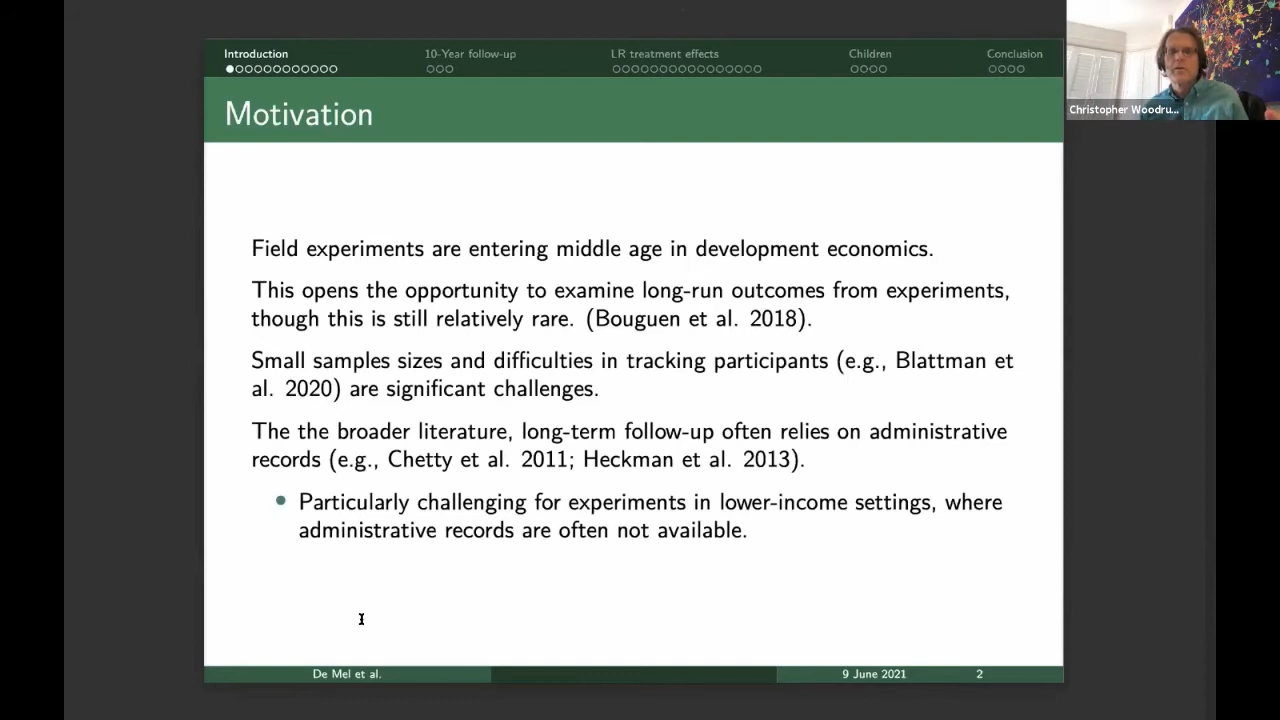 Introduction
10-Year follow-up
LR treatment effects
Children
Conclusion
Motivation
Field experiments are entering middle age in development economics.
This opens the opportunity to examine long-run outcomes from experiments,
though this is still relatively rare. (Bouguen et al. 2018).
Small samples sizes and difficulties in tracking participants (e.g., Blattman et
al. 2020) are significant challenges.
The the broader literature, long-term follow-up often relies on administrative
records (e.g., Chetty et al. 2011; Heckman et al. 2013).
Particularly challenging for experiments in lower-income settings, where
administrative records are often not available.
De Mel et al.
9 June 2021
2
Christopher Woodru...